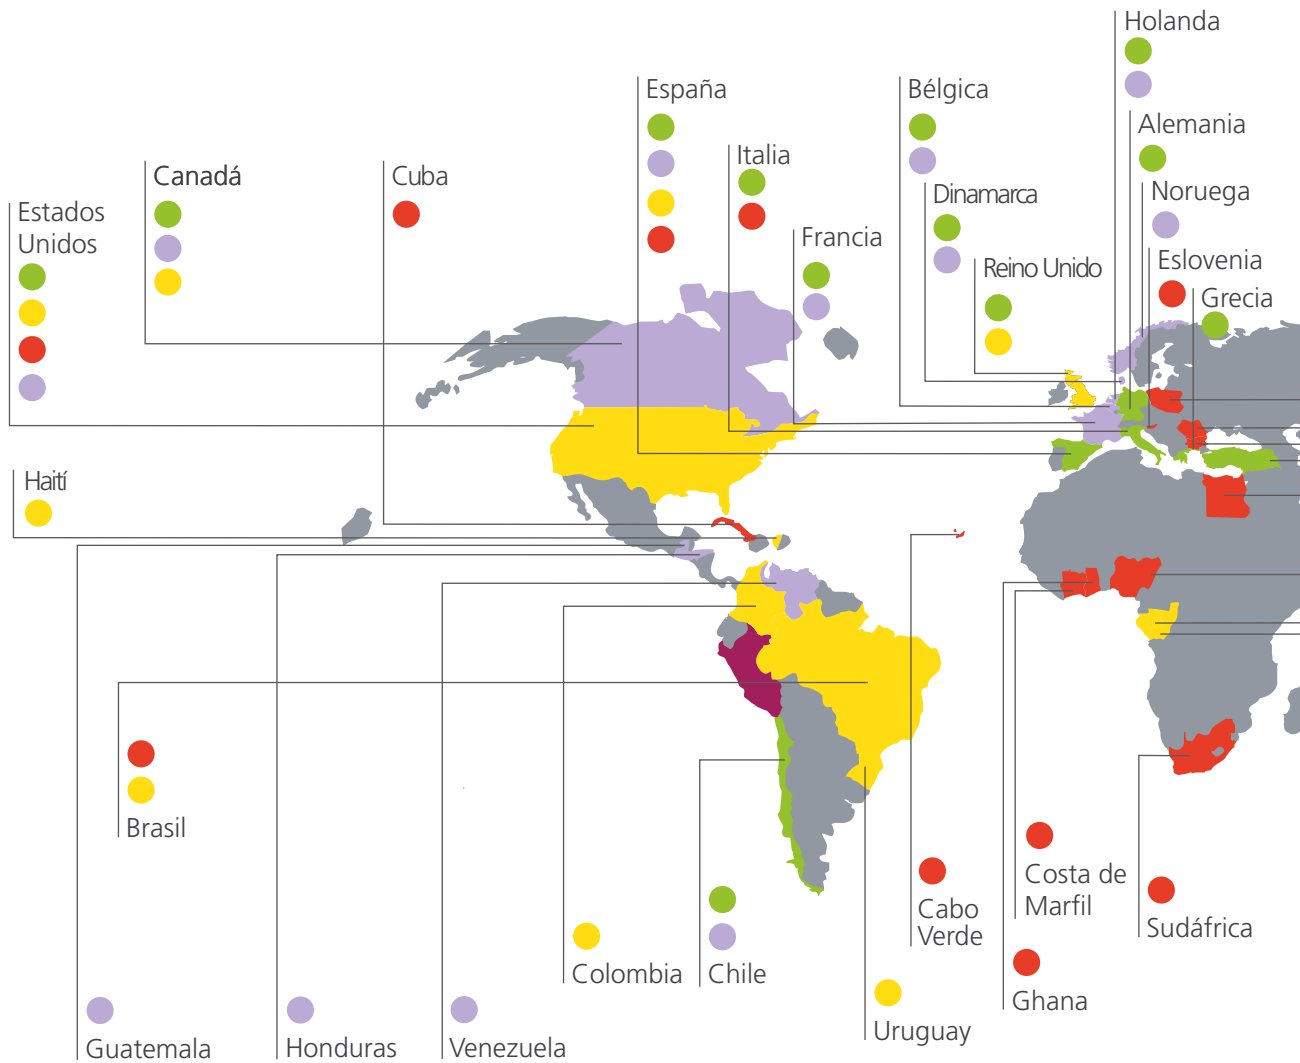 Holanda
España
Bélgica
Alemania
Italia
Canadá
Cuba
Dinamarca
Noruega
Estados
Unidos
Francia
Reino Unido
Eslovenia
Grecia
Haití
Brasil
Costa de
Marfil
Cabo
Verde
Sudáfrica
Colombia
Chile
Ghana
Uruguay
Guatemala
Honduras
Venezuela